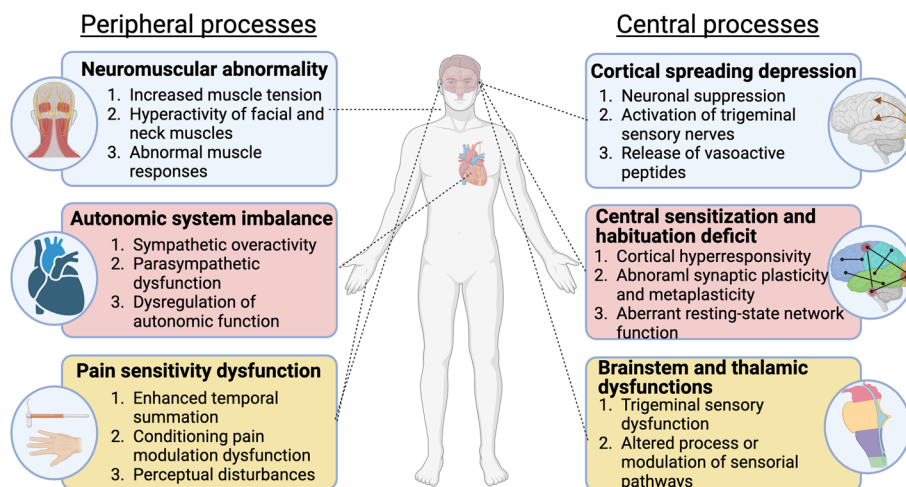 Peripheral processes
Neuromuscular abnormality
1. Increased muscle tension
2. Hyperactivity of facial and
neck muscles
3. Abnormal muscle
responses
Autonomic system imbalance
1. Sympathetic overactivity
2. Parasympathetic
dysfunction
3. Dysregulation of
autonomic function
Pain sensitivity dysfunction
1. Enhanced temporal
summation
2. Conditioning pain
modulation dysfunction
3. Perceptual disturbances
Central processes
Cortical spreading depression
1. Neuronal suppression
2. Activation of trigeminal
sensory nerves
3. Release of vasoactive
peptides
Central sensitization and
habituation deficit
1. Cortical hyperresponsivity
2. Abnoraml synaptic plasticity
and metaplasticity
3. Aberrant resting-state network
function
Brainstem and thalamic
dysfunctions
1. Trigeminal sensory
dysfunction
2. Altered process or
modulation of sensorial
pathways